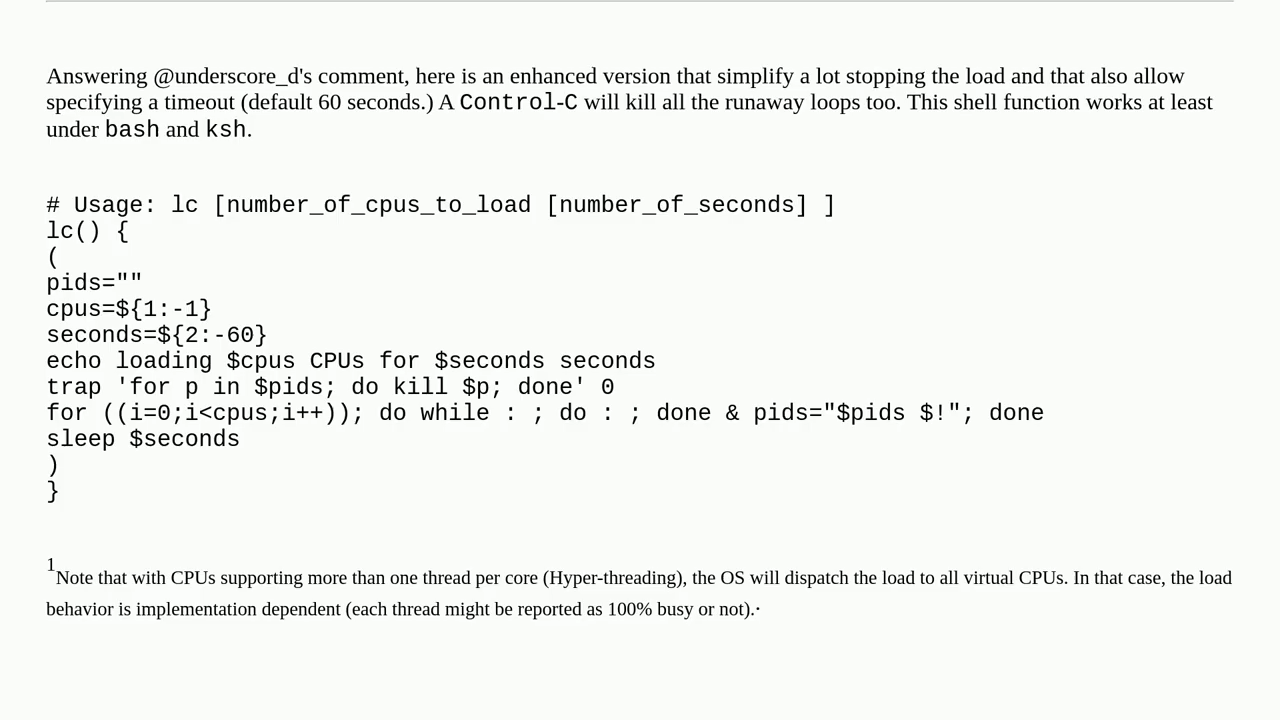 Answering @underscore_d's comment, here is an enhanced version that simplify a lot stopping the load and that also allow
specifying a timeout (default 60 seconds.) A Control-C will kill all the runaway loops too. This shell function works at least
under bash and ksh.
# Usage: lc [number_of_cpus_to_load [number_of_seconds] ]
lc() {
(
pids=""
cpus=${1:-1}
seconds=${2:-60}
echo loading $cpus CPUs for $seconds seconds
trap 'for p in $pids; do kill $p; done' 0
for ((i=0;i<cpus;i++)); do while : ; do : ; done & pids="$pids $!"; done
sleep $seconds
)
}
1Note that with CPUs supporting more than one thread per core (Hyper-threading), the OS will dispatch the load to all virtual CPUs. In that case, the load
behavior is implementation dependent (each thread might be reported as 100% busy or not).·